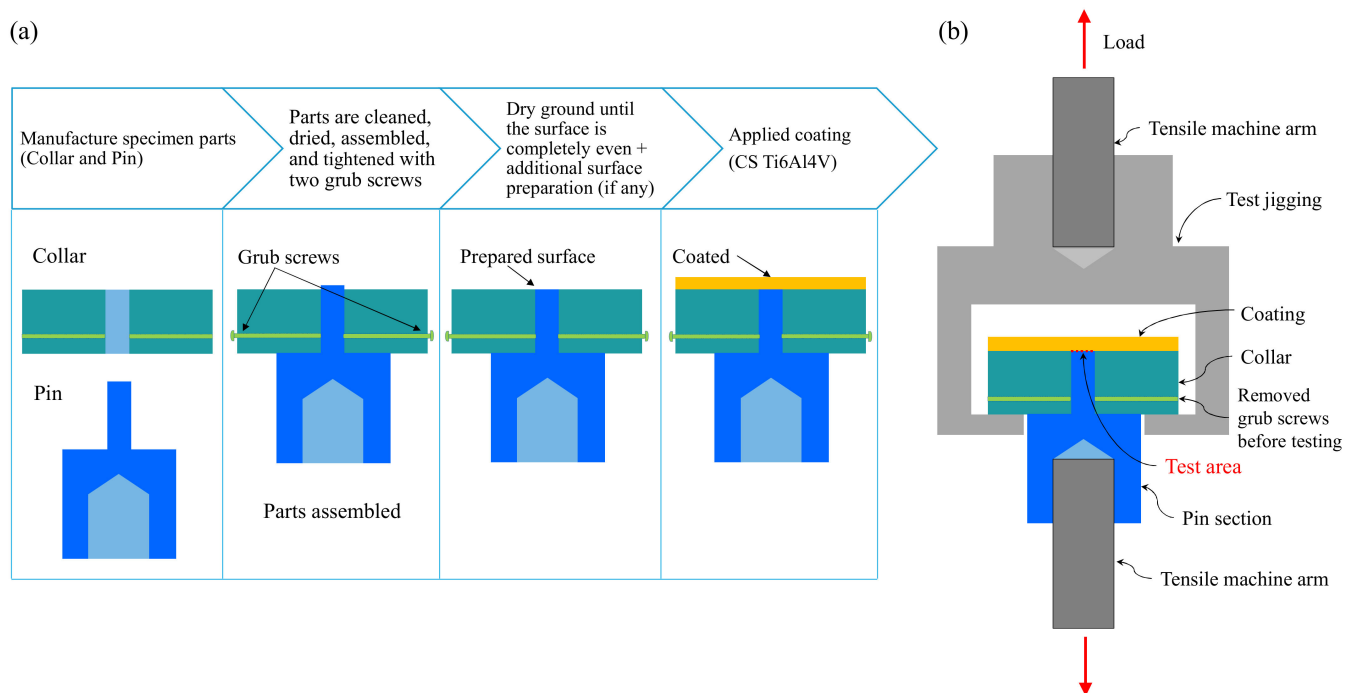 (a)
Manufacture specimen parts
(Collar and Pin)
Parts are cleaned,
dried, assembled,
and tightened with
two grub screws
Dry ground until
the surface is
completely even +
additional surface
preparation (if any)
Applied coating
(CS Ti6Al4V)
Collar
Pin
Grub screws
Parts assembled
Prepared surface
Coated
(b)
Load
Tensile machine arm
Test jigging
Coating
Collar
Removed
grub screws
before testing
Test area
Pin section
Tensile machine arm